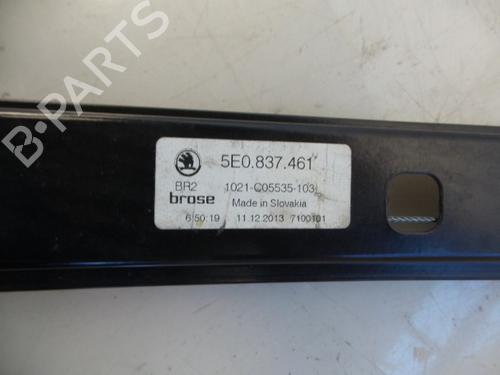 B-PARTS
5E0.837.461
BR2 1021-C05535-103
brose Made in Slovakia
6:50:19 11.12.2013 7100101